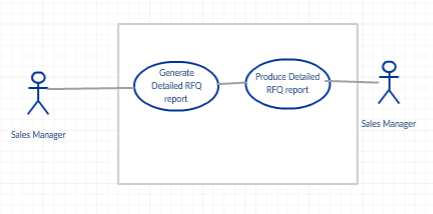 Generate
Detailed RFQ
report
Produce Detailed
RFQ report
Sales Manager
Sales Manager